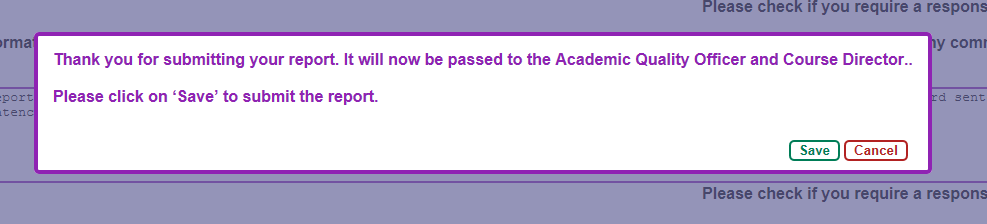 Please check if you require a respons
ormat
ny comm
Thank you for submitting your report. It will now be passed to the Academic Quality Officer and Course Director..
eport
rd sent
Please click on ‘Save’ to submit the report.
tenc
Save Cancel
Please check if you require a respons